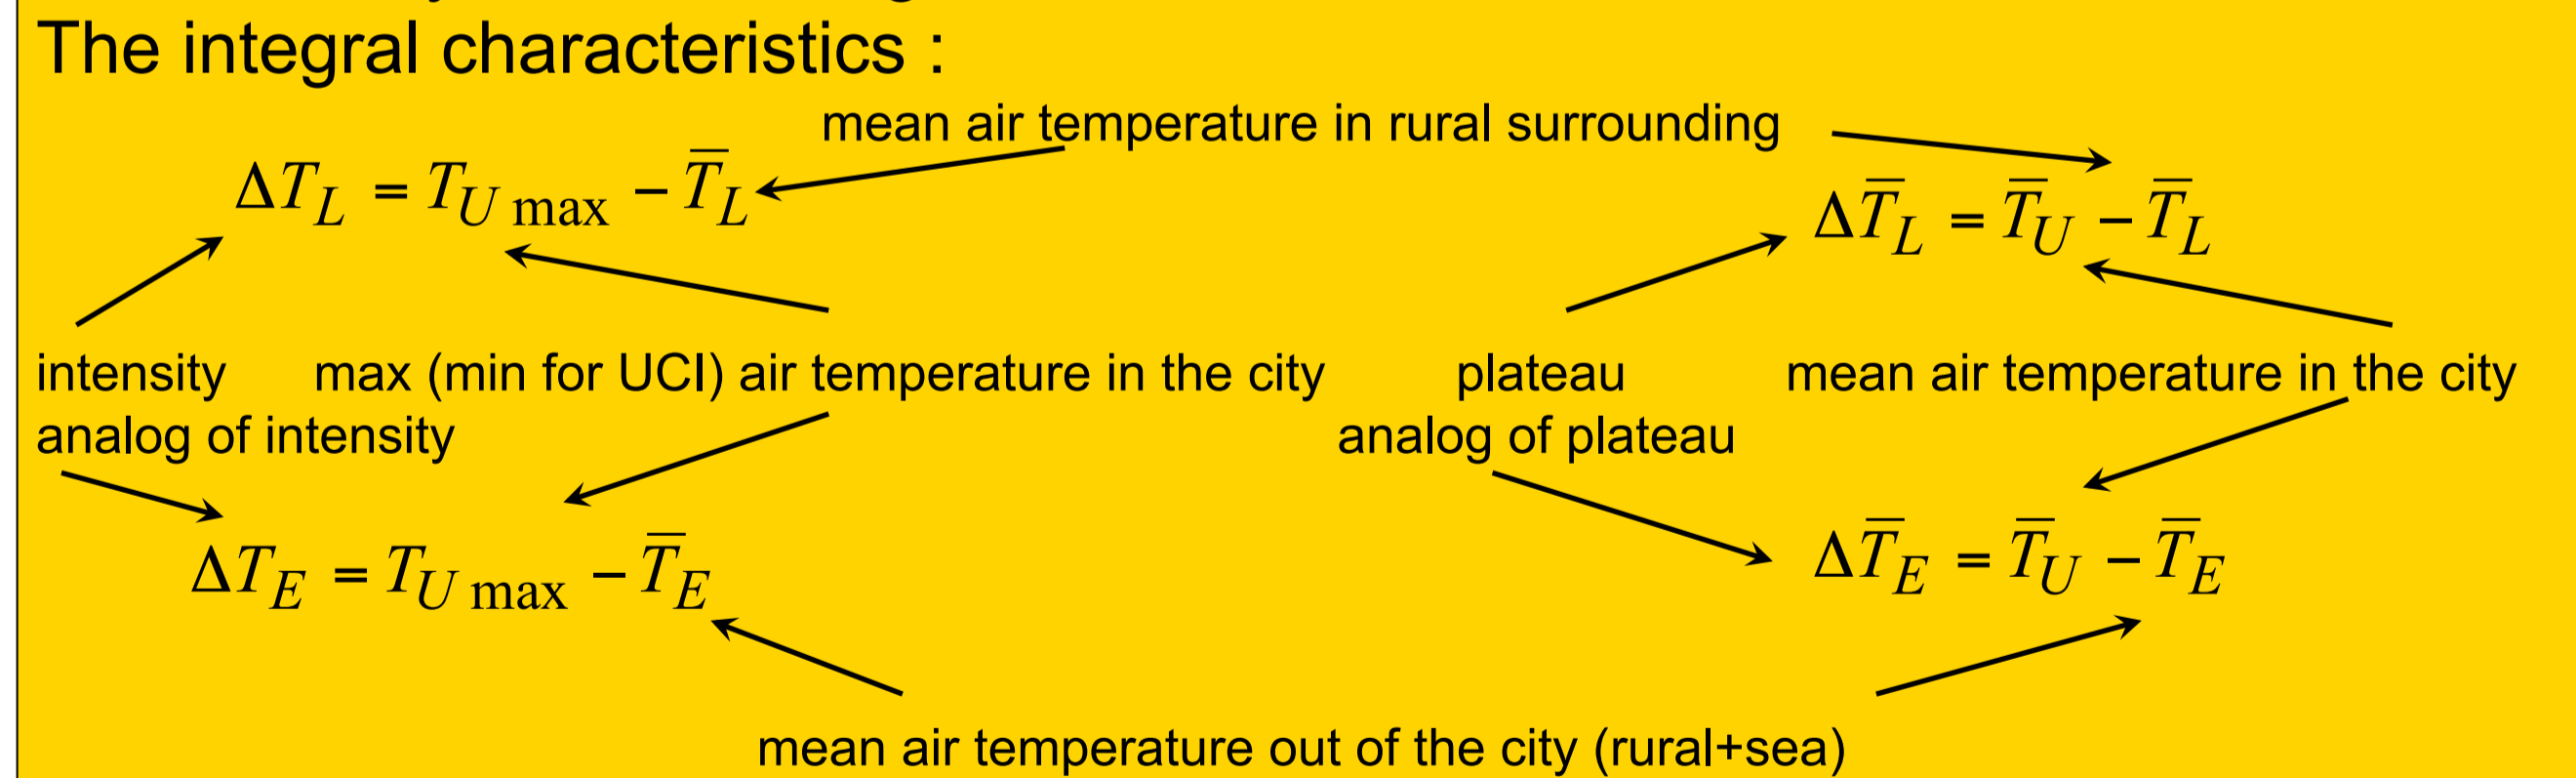 The integral characteristics :
mean air temperature in rural surrounding
ΔT_L = T_{U max} − T̅_L
ΔT̅_L = T̅_U − T̅_L
intensity max (min for UCI) air temperature in the city plateau mean air temperature in the city
analog of intensity analog of plateau
ΔT_E = T_{U max} − T̅_E
ΔT̅_E = T̅_U − T̅_E
mean air temperature out of the city (rural+sea)